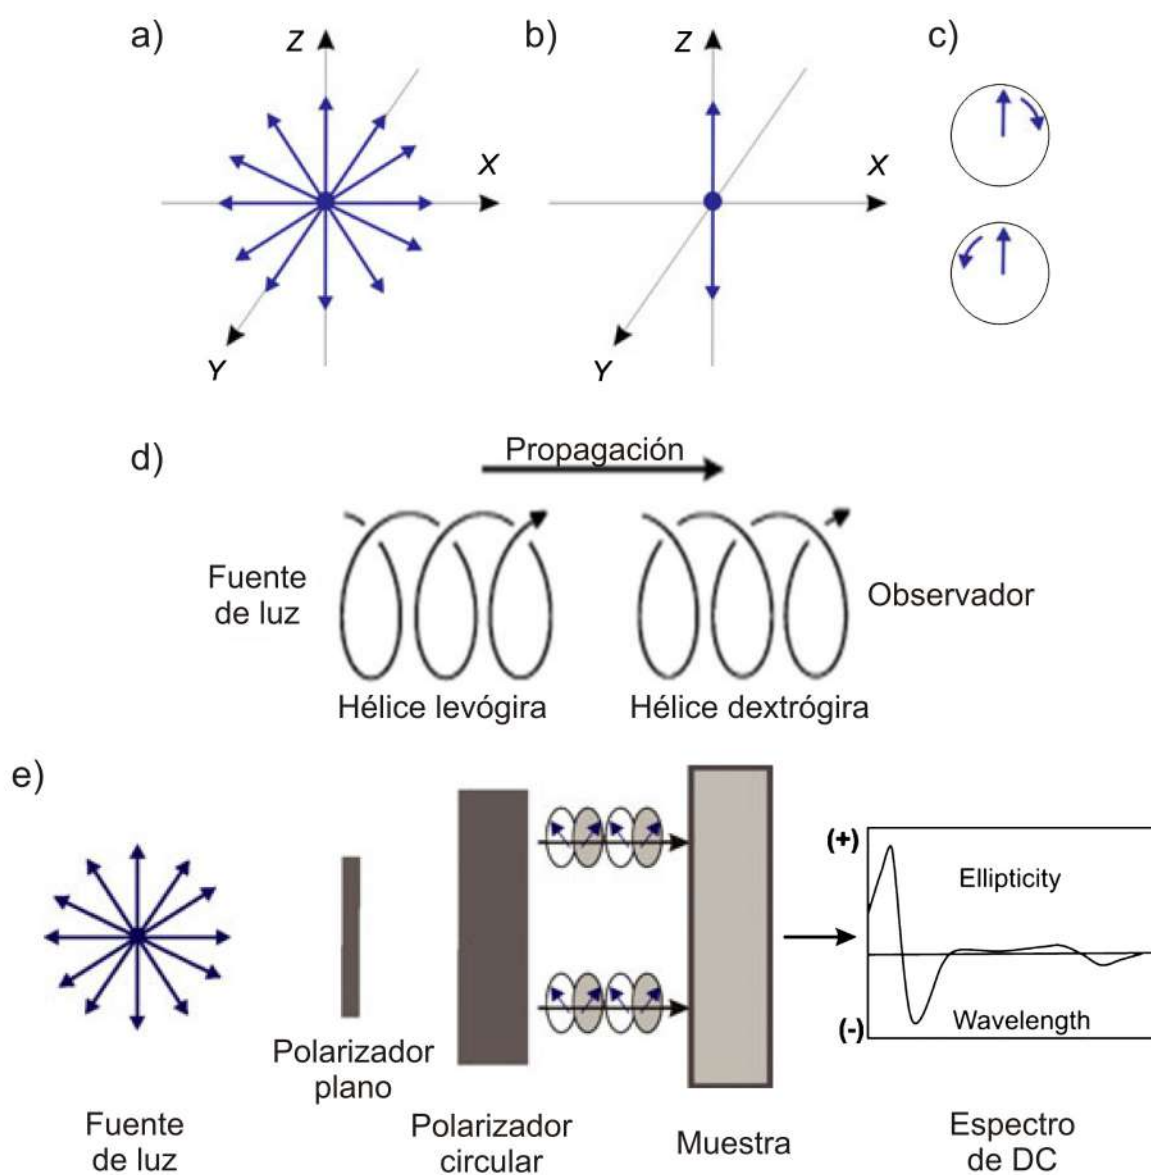 a)
Z
X
Y
b)
Z
X
Y
c)
d)
Propagación
Fuente
de luz
Observador
Hélice levógira
Hélice dextrógira
e)
(+)
Ellipticity
Wavelength
(-)
Polarizador
plano
Fuente
de luz
Polarizador
circular
Muestra
Espectro
de DC